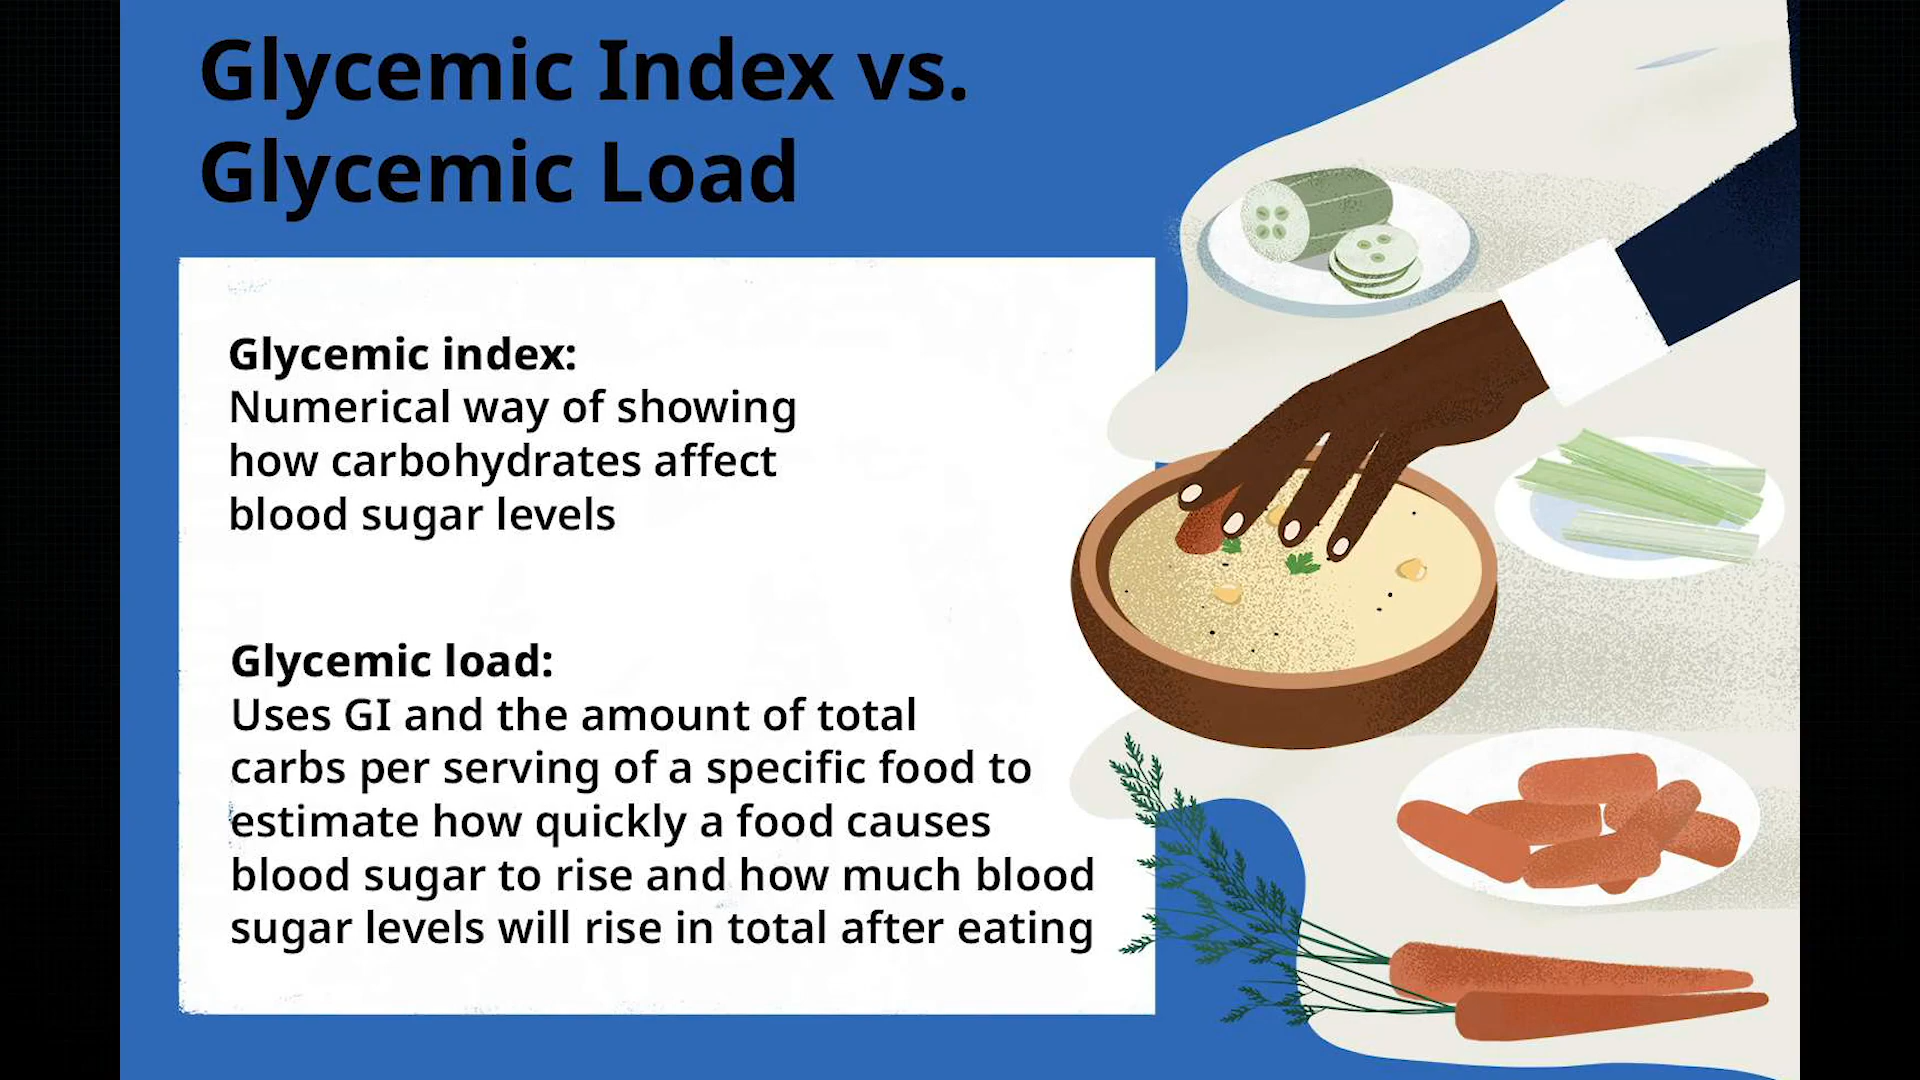 Glycemic Index vs.
Glycemic Load
Glycemic index:
Numerical way of showing
how carbohydrates affect
blood sugar levels
Glycemic load:
Uses GI and the amount of total
carbs per serving of a specific food to
estimate how quickly a food causes
blood sugar to rise and how much blood
sugar levels will rise in total after eating